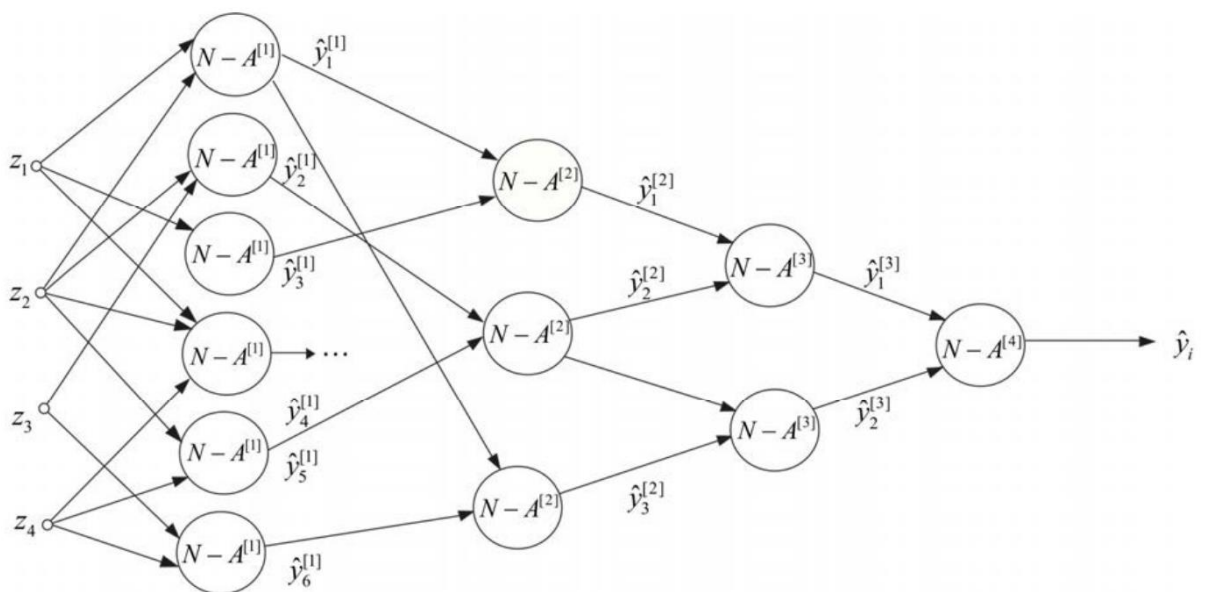 z₁
z₂
z₃
z₄
N – A^[1]
N – A^[1]
N – A^[1]
N – A^[1]
...
N – A^[1]
N – A^[1]
ŷ₁^[1]
ŷ₂^[1]
ŷ₃^[1]
ŷ₄^[1]
ŷ₅^[1]
ŷ₆^[1]
N – A^[2]
N – A^[2]
N – A^[2]
ŷ₁^[2]
ŷ₂^[2]
ŷ₃^[2]
N – A^[3]
N – A^[3]
ŷ₁^[3]
ŷ₂^[3]
N – A^[4]
ŷᵢ